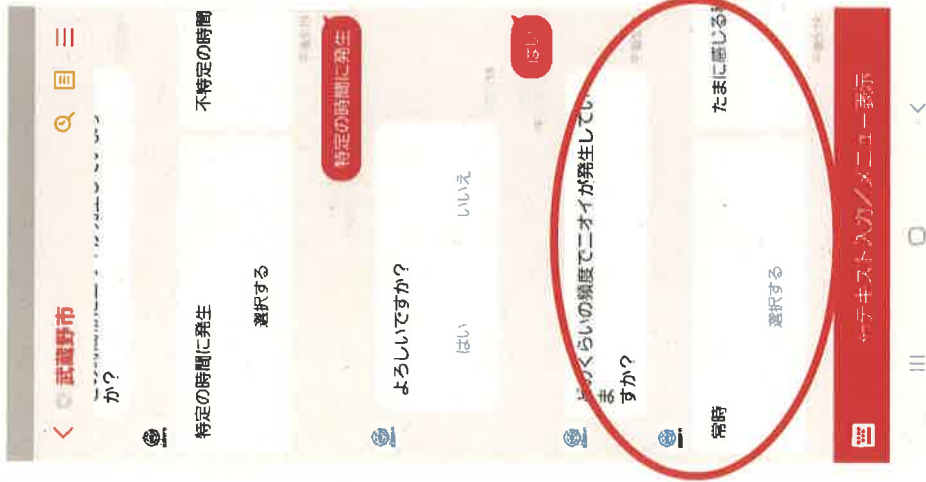 武蔵野市
か?
特定の時間に発生
不特定の時間
選択する
特定の時間に発生
よろしいですか?
はい
いいえ
はい
どのくらいの頻度でニオイが発生してい
ま
すか?
常時
たまに感じる
選択する
テキスト入力/メニュー表示